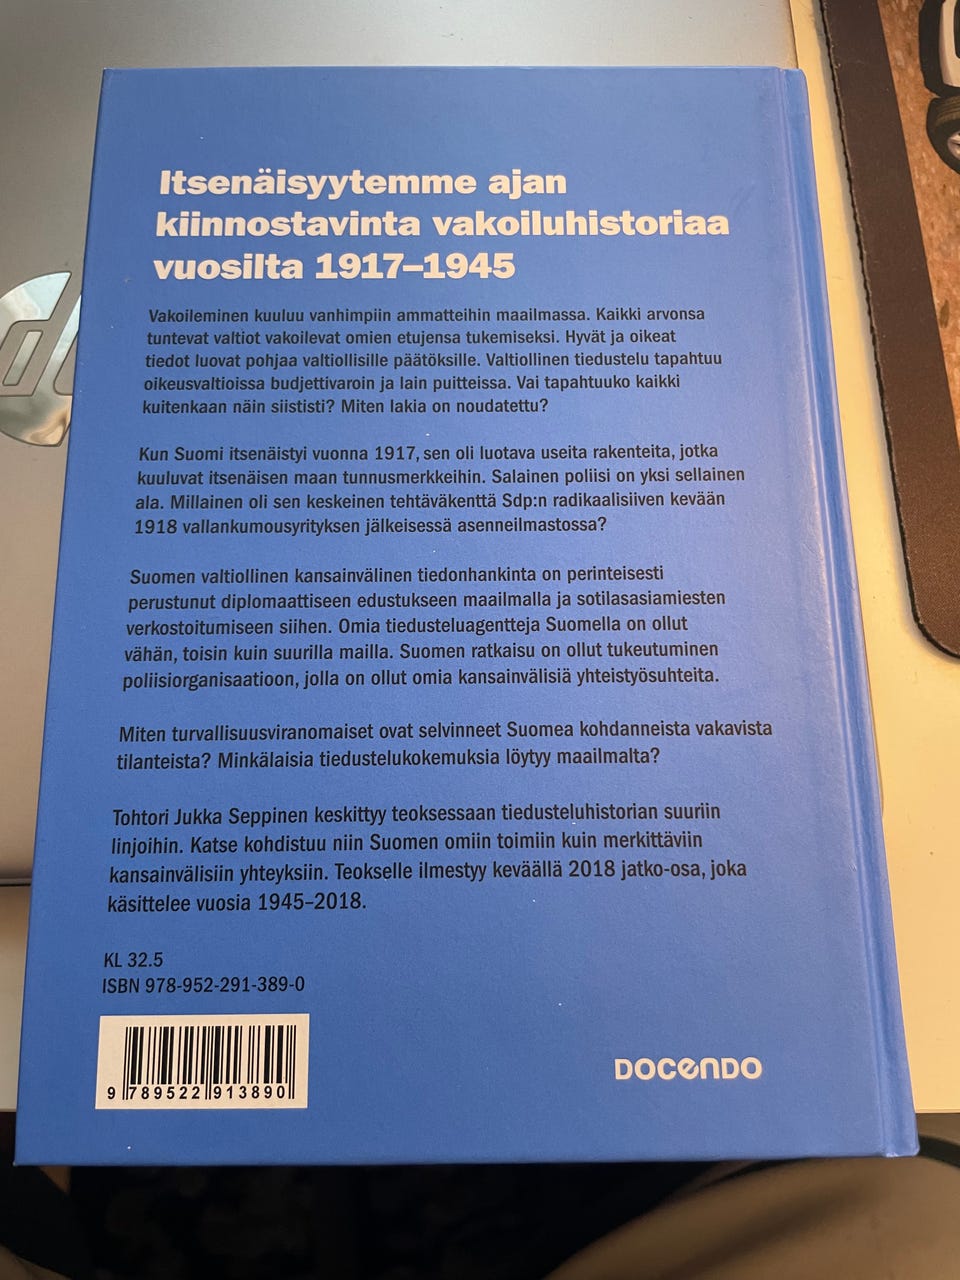 Itsenäisyytemme ajan
kiinnostavinta vakoiluhistoriaa
vuosilta 1917–1945
Vakoileminen kuuluu vanhimpiin ammatteihin maailmassa. Kaikki arvonsa
tuntevat valtiot vakoilevat omien etujensa tukemiseksi. Hyvät ja oikeat
tiedot luovat pohjaa valtiollisille päätöksille. Valtiollinen tiedustelu tapahtuu
oikeusvaltioissa budjettivaroin ja lain puitteissa. Vai tapahtuuko kaikki
kuitenkaan näin siististi? Miten lakia on noudatettu?
Kun Suomi itsenäistyi vuonna 1917, sen oli luotava useita rakenteita, jotka
kuuluvat itsenäisen maan tunnusmerkkeihin. Salainen poliisi on yksi sellainen
ala. Millainen oli sen keskeinen tehtäväkenttä Sdp:n radikaalisiiven kevään
1918 vallankumousyrityksen jälkeisessä asenneilmastossa?
Suomen valtiollinen kansainvälinen tiedonhankinta on perinteisesti
perustunut diplomaattiseen edustukseen maailmalla ja sotilasasiamiesten
verkostoitumiseen siihen. Omia tiedusteluagentteja Suomella on ollut
vähän, toisin kuin suurilla mailla. Suomen ratkaisu on ollut tukeutuminen
poliisiorganisaatioon, jolla on ollut omia kansainvälisiä yhteistyösuhteita.
Miten turvallisuusviranomaiset ovat selvinneet Suomea kohdanneista vakavista
tilanteista? Minkälaisia tiedustelukokemuksia löytyy maailmalta?
Tohtori Jukka Seppinen keskittyy teoksessaan tiedusteluhistorian suuriin
linjoihin. Katse kohdistuu niin Suomen omiin toimiin kuin merkittäviin
kansainvälisiin yhteyksiin. Teokselle ilmestyy keväällä 2018 jatko-osa, joka
käsittelee vuosia 1945–2018.
KL 32.5
ISBN 978-952-291-389-0
9 789522 913890
DOCENDO